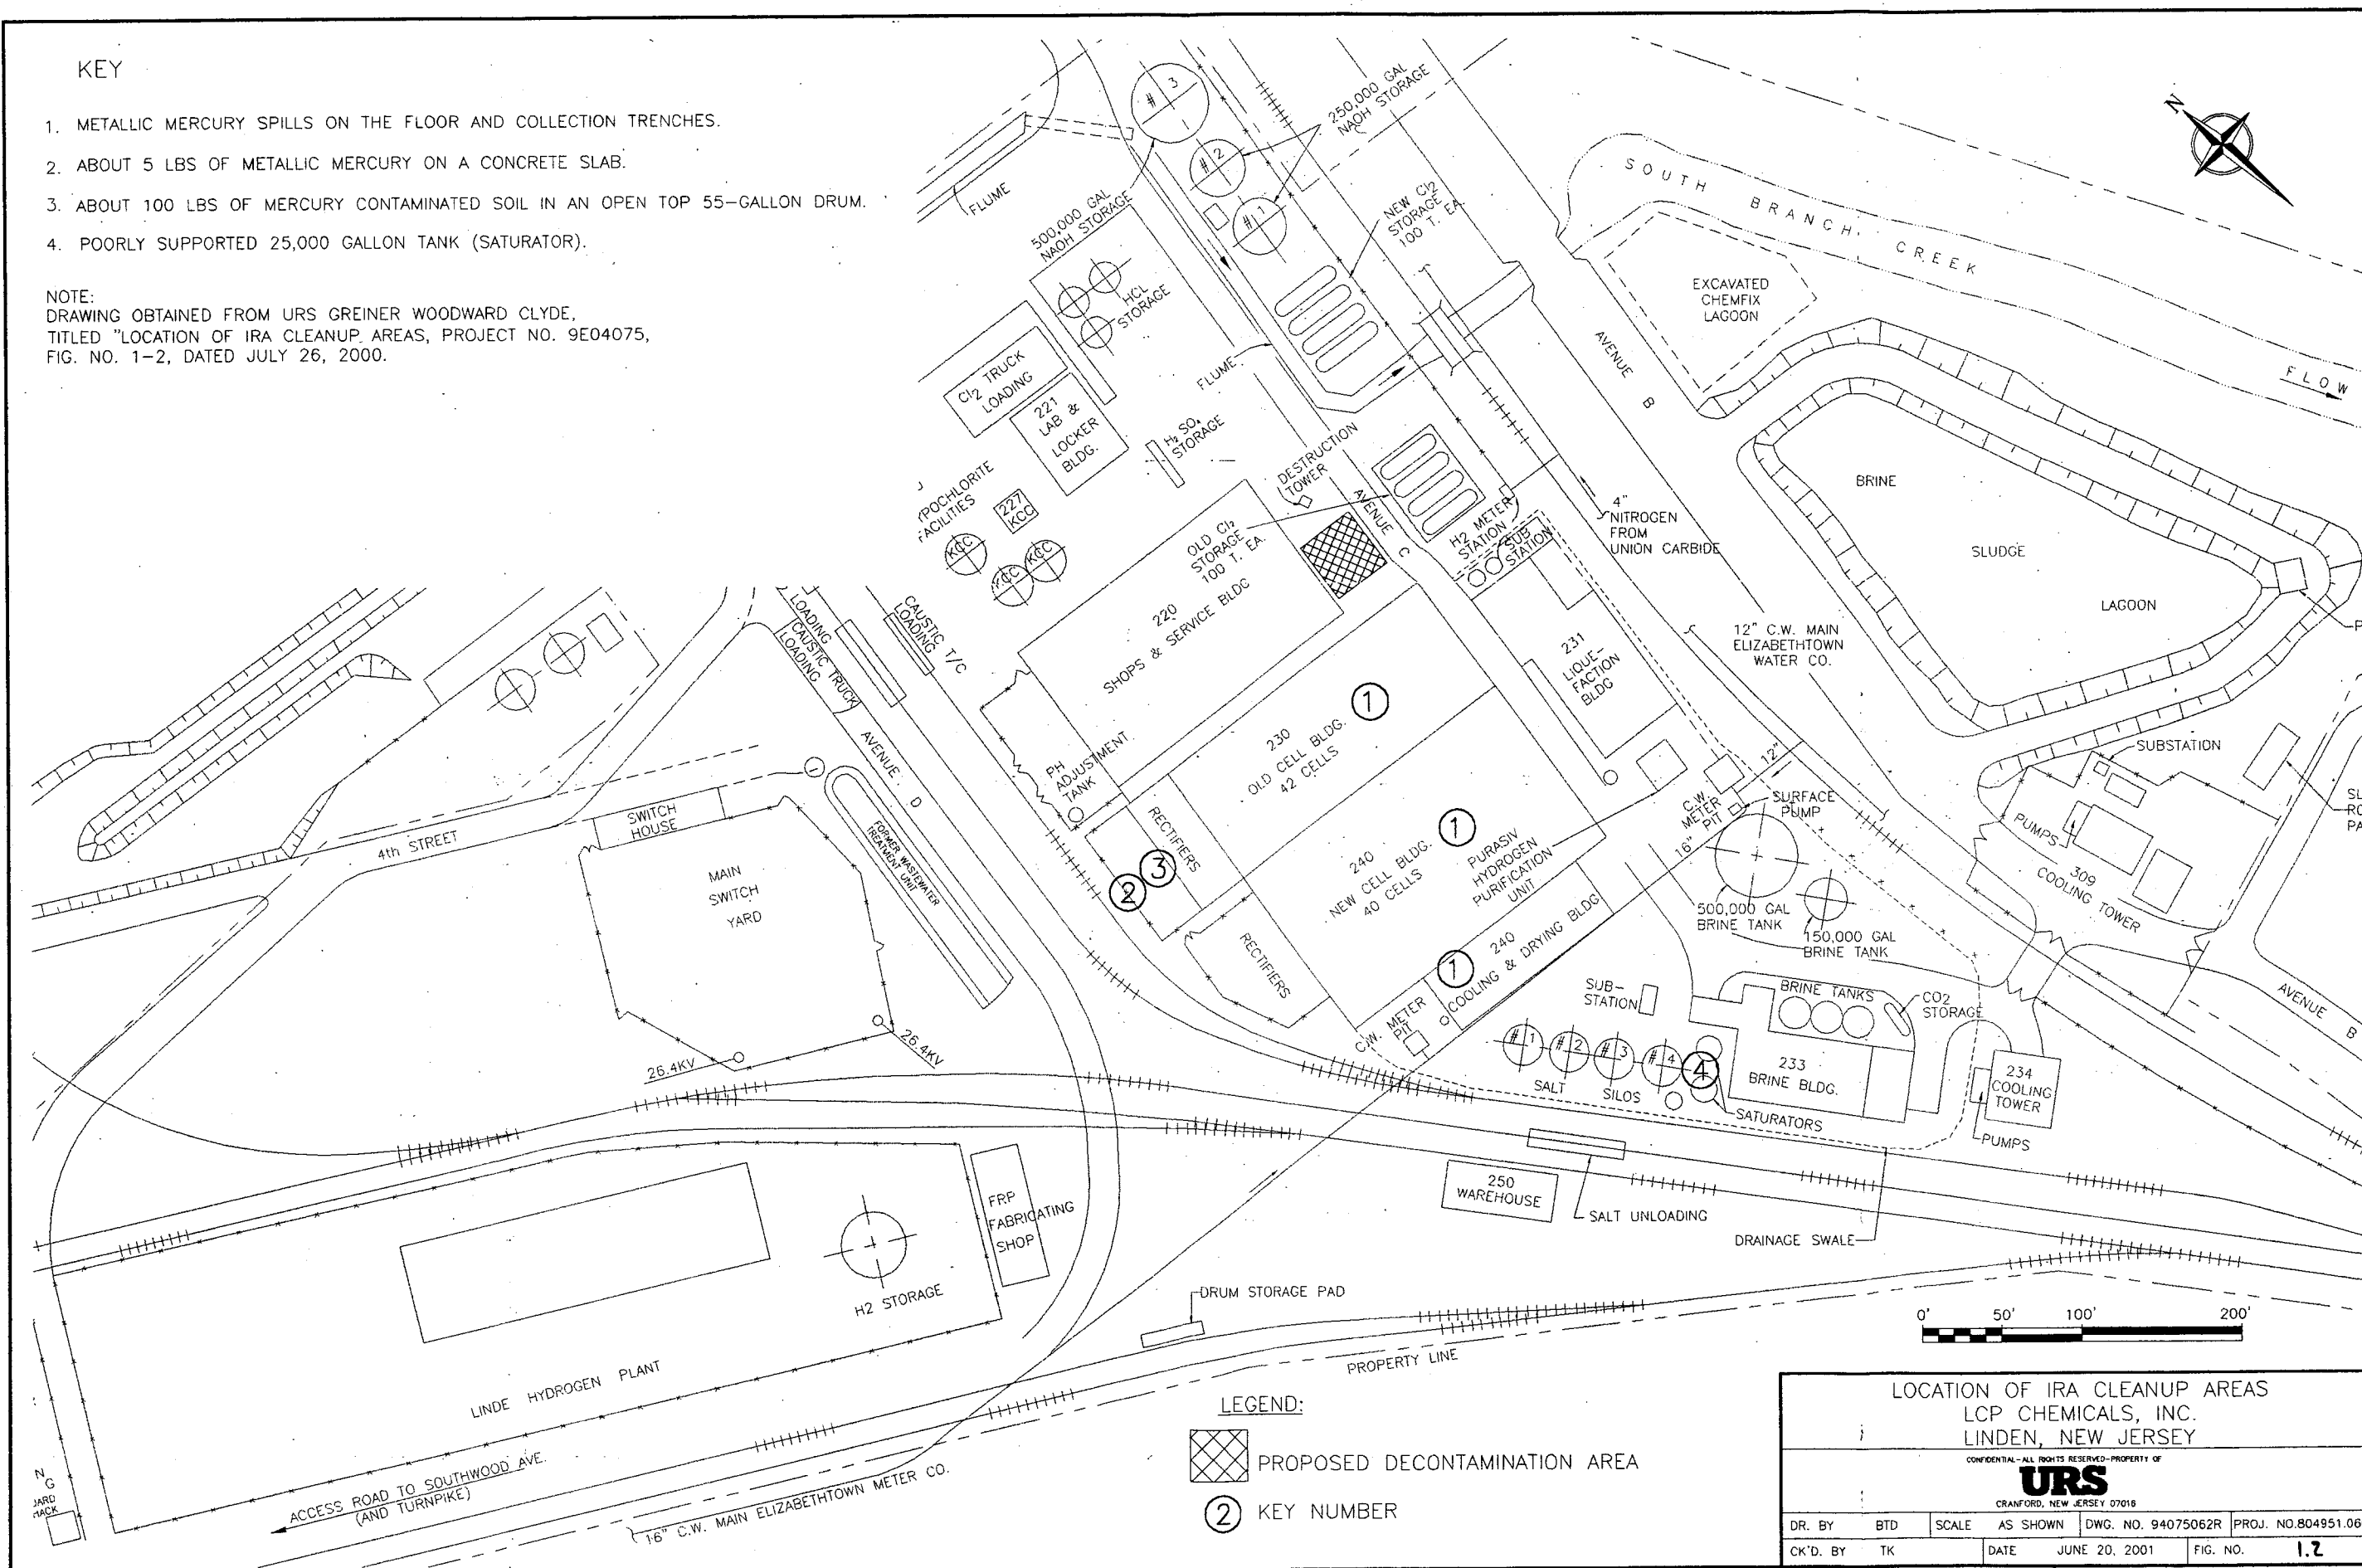 KEY
1. METALLIC MERCURY SPILLS ON THE FLOOR AND COLLECTION TRENCHES.
2. ABOUT 5 LBS OF METALLIC MERCURY ON A CONCRETE SLAB.
3. ABOUT 100 LBS OF MERCURY CONTAMINATED SOIL IN AN OPEN TOP 55-GALLON DRUM.
4. POORLY SUPPORTED 25,000 GALLON TANK (SATURATOR).
NOTE:
DRAWING OBTAINED FROM URS GREINER WOODWARD CLYDE,
TITLED "LOCATION OF IRA CLEANUP AREAS, PROJECT NO. 9E04075,
FIG. NO. 1-2, DATED JULY 26, 2000.
N
# 3
# 2
# 1
250,000 GAL
NAOH STORAGE
FLUME
500,000 GAL
NAOH STORAGE
NEW Cl2
STORAGE
100 T. EA.
HCL
STORAGE
SOUTH BRANCH CREEK
FLOW
EXCAVATED
CHEMFIX
LAGOON
AVENUE B
Cl2 TRUCK
LOADING
221
LAB &
LOCKER
BLDG.
FLUME
H2 SO4
STORAGE
DESTRUCTION
TOWER
AVENUE C
YPOCHLORITE
FACILITIES
227
KCC
KCC
KCC
KCC
OLD Cl2
STORAGE
100 T. EA.
H2 METER
STATION
SUB
STATION
4"
NITROGEN
FROM
UNION CARBIDE
BRINE
SLUDGE
LAGOON
P
220
SHOPS & SERVICE BLDG
231
LIQUE-
FACTION
BLDG
12" C.W. MAIN
ELIZABETHTOWN
WATER CO.
LOADING
CAUSTIC TRUCK
LOADING
CAUSTIC T/C
LOADING
AVENUE D
PH
ADJUSTMENT
TANK
230
OLD CELL BLDG.
42 CELLS
1
RECTIFIERS
2
3
240
NEW CELL BLDG.
40 CELLS
1
PURASIV
HYDROGEN
PURIFICATION
UNIT
RECTIFIERS
240
COOLING & DRYING BLDG
1
C.W. METER
PIT
C.W.
METER
PIT
12"
16"
SURFACE
PUMP
500,000 GAL
BRINE TANK
150,000 GAL
BRINE TANK
SUBSTATION
PUMPS
309
COOLING TOWER
SL
RO
PA
AVENUE B
4th STREET
SWITCH
HOUSE
MAIN
SWITCH
YARD
FORMER WASTEWATER
TREATMENT UNIT
26.4KV
26.4KV
SUB-
STATION
# 1
# 2
# 3
# 4
4
SALT SILOS
BRINE TANKS
CO2
STORAGE
233
BRINE BLDG.
SATURATORS
234
COOLING
TOWER
PUMPS
250
WAREHOUSE
SALT UNLOADING
DRAINAGE SWALE
FRP
FABRICATING
SHOP
H2 STORAGE
LINDE HYDROGEN PLANT
DRUM STORAGE PAD
PROPERTY LINE
N
G
JARD
HACK
ACCESS ROAD TO SOUTHWOOD AVE.
(AND TURNPIKE)
16" C.W. MAIN ELIZABETHTOWN METER CO.
0' 50' 100' 200'
LEGEND:
PROPOSED DECONTAMINATION AREA
2 KEY NUMBER
LOCATION OF IRA CLEANUP AREAS
LCP CHEMICALS, INC.
LINDEN, NEW JERSEY
CONFIDENTIAL-ALL RIGHTS RESERVED-PROPERTY OF
URS
CRANFORD, NEW JERSEY 07016
DR. BY BTD SCALE AS SHOWN DWG. NO. 94075062R PROJ. NO.804951.06
CK'D. BY TK DATE JUNE 20, 2001 FIG. NO. 1.2